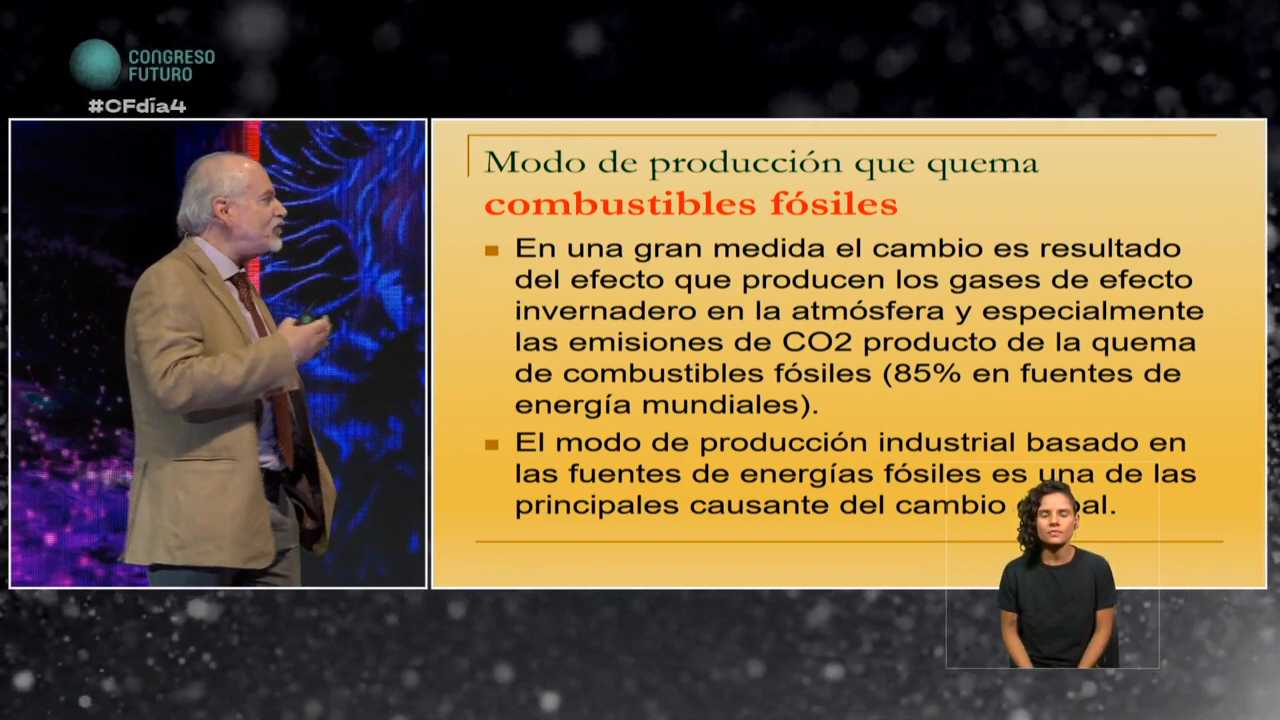 CONGRESO
FUTURO
#CFdía4
Modo de producción que quema
combustibles fósiles
En una gran medida el cambio es resultado
del efecto que producen los gases de efecto
invernadero en la atmósfera y especialmente
las emisiones de CO2 producto de la quema
de combustibles fósiles (85% en fuentes de
energía mundiales).
El modo de producción industrial basado en
las fuentes de energías fósiles es una de las
principales causante del cambio